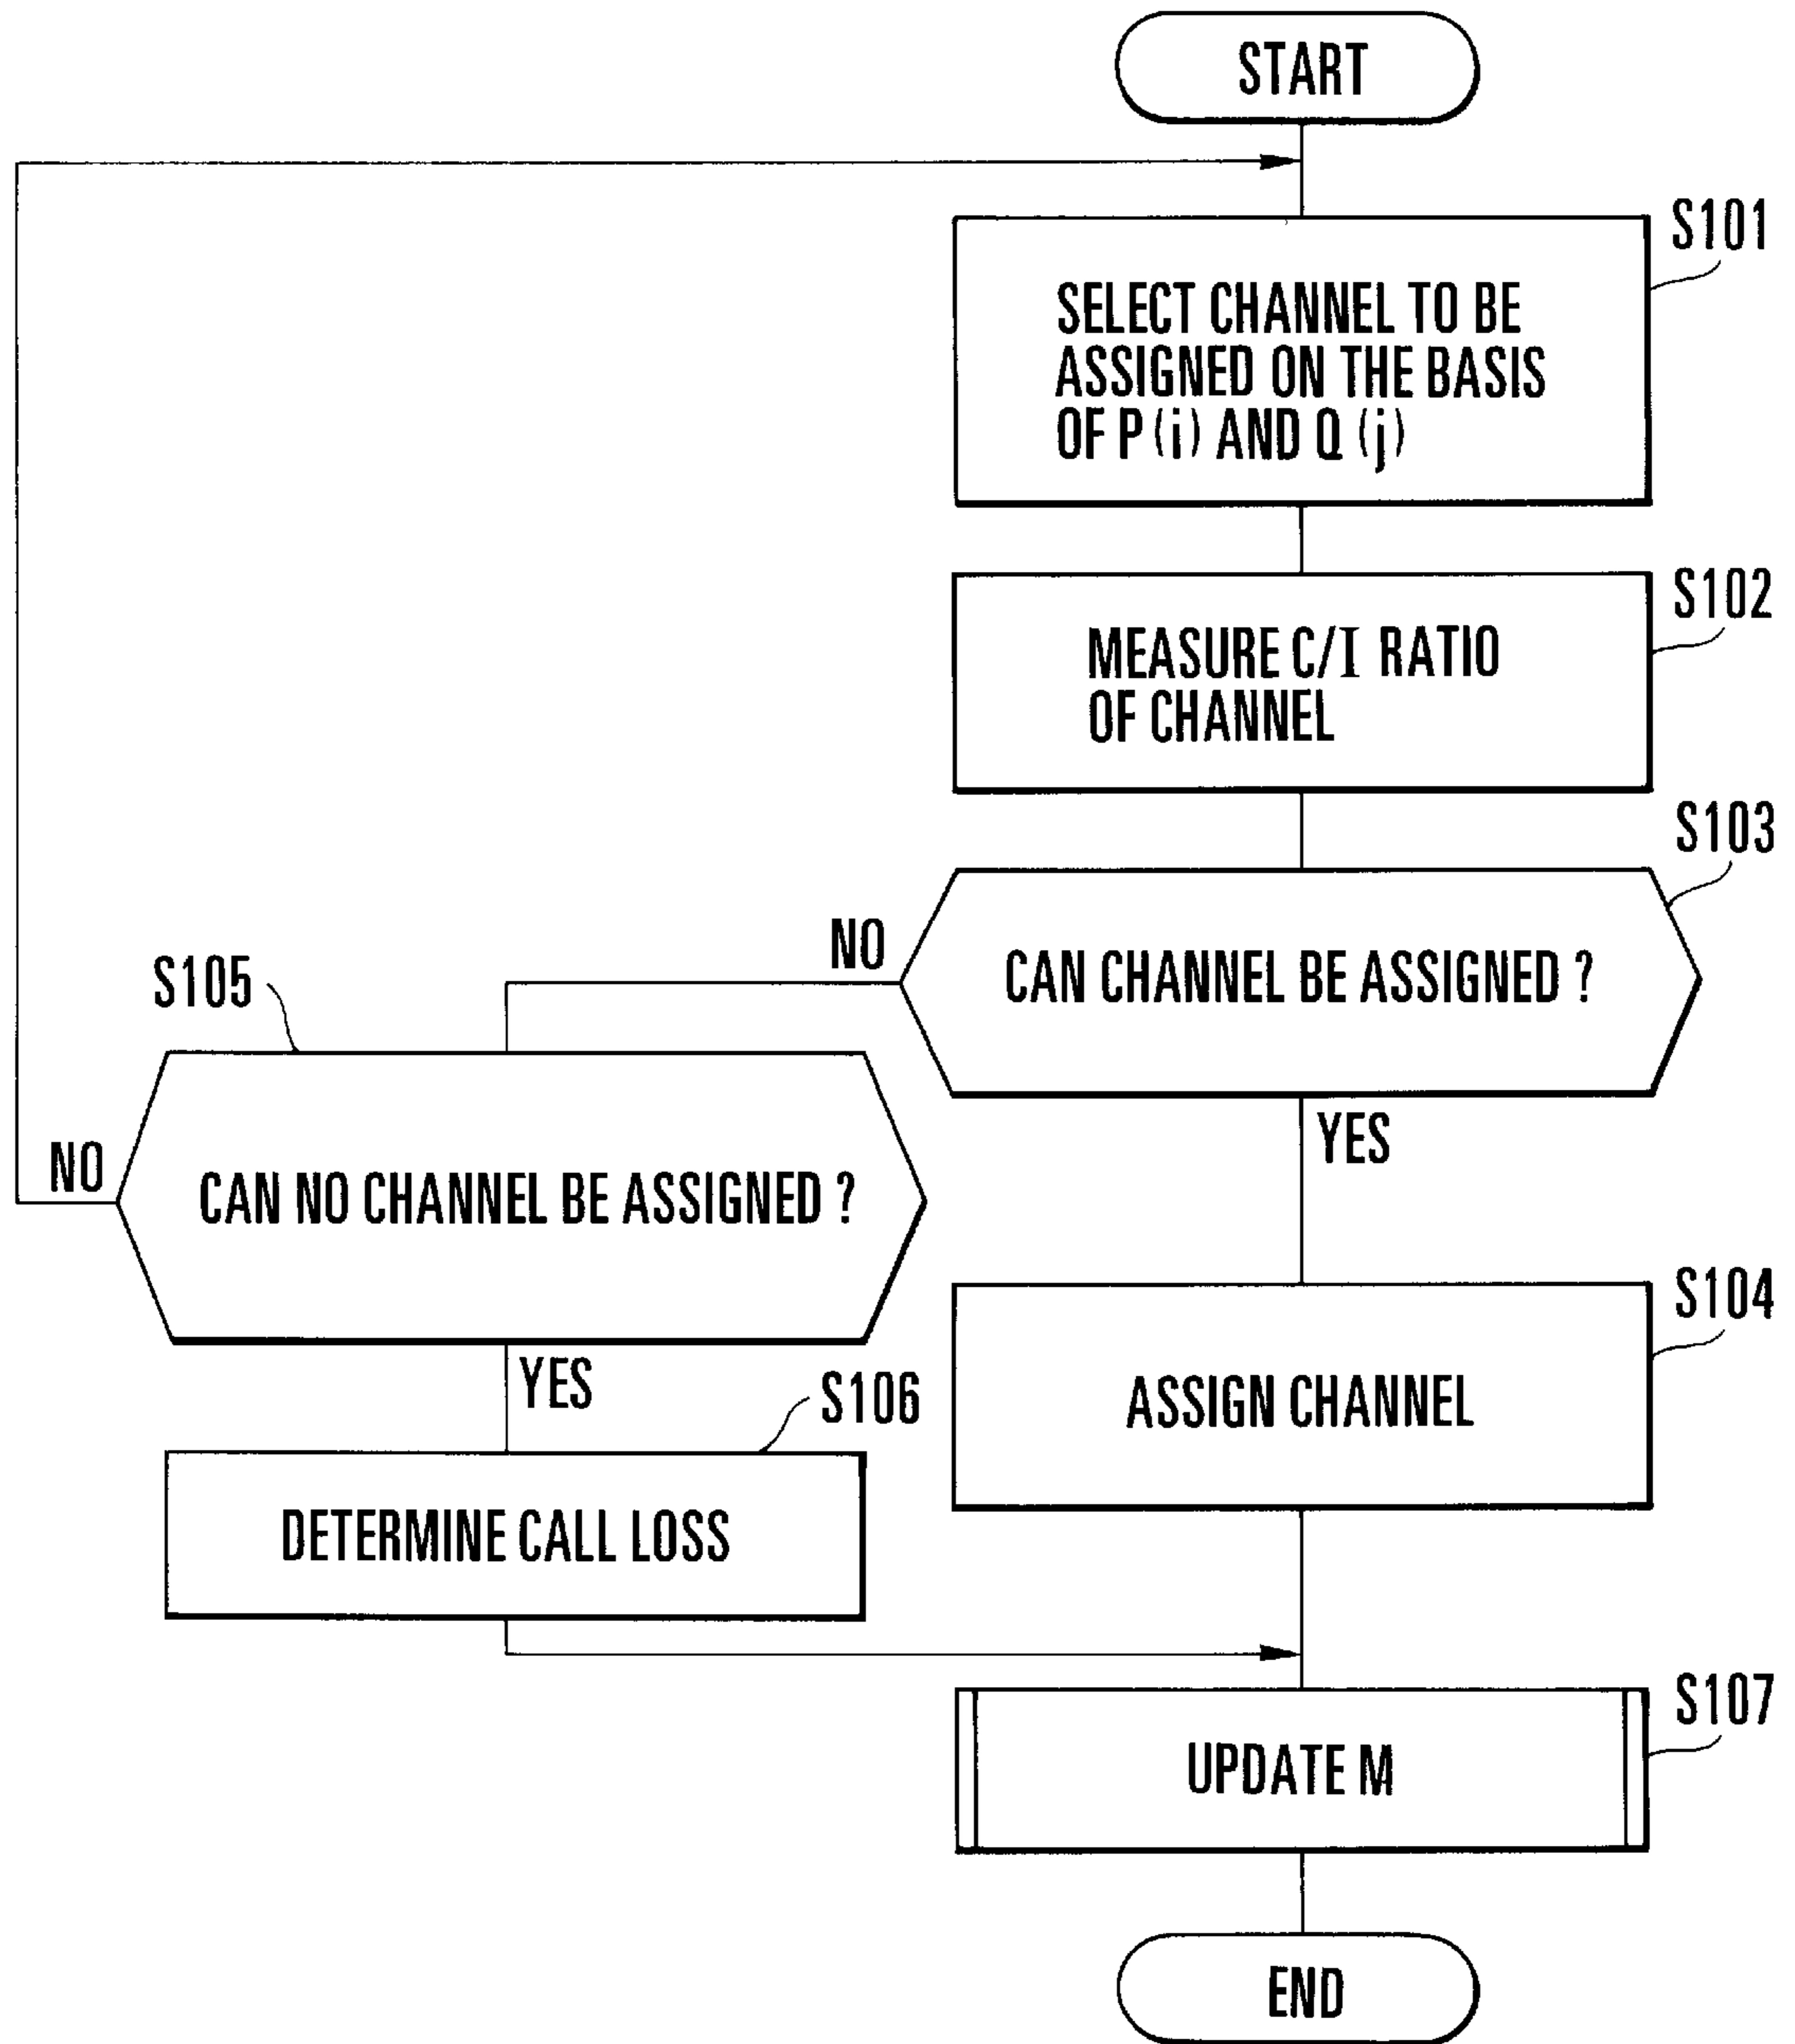 START
S101
SELECT CHANNEL TO BE
ASSIGNED ON THE BASIS
OF P(i) AND Q(j)
S102
MEASURE C/I RATIO
OF CHANNEL
S103
NO
CAN CHANNEL BE ASSIGNED ?
S105
YES
NO
CAN NO CHANNEL BE ASSIGNED ?
S104
YES
S106
ASSIGN CHANNEL
DETERMINE CALL LOSS
S107
UPDATE M
END